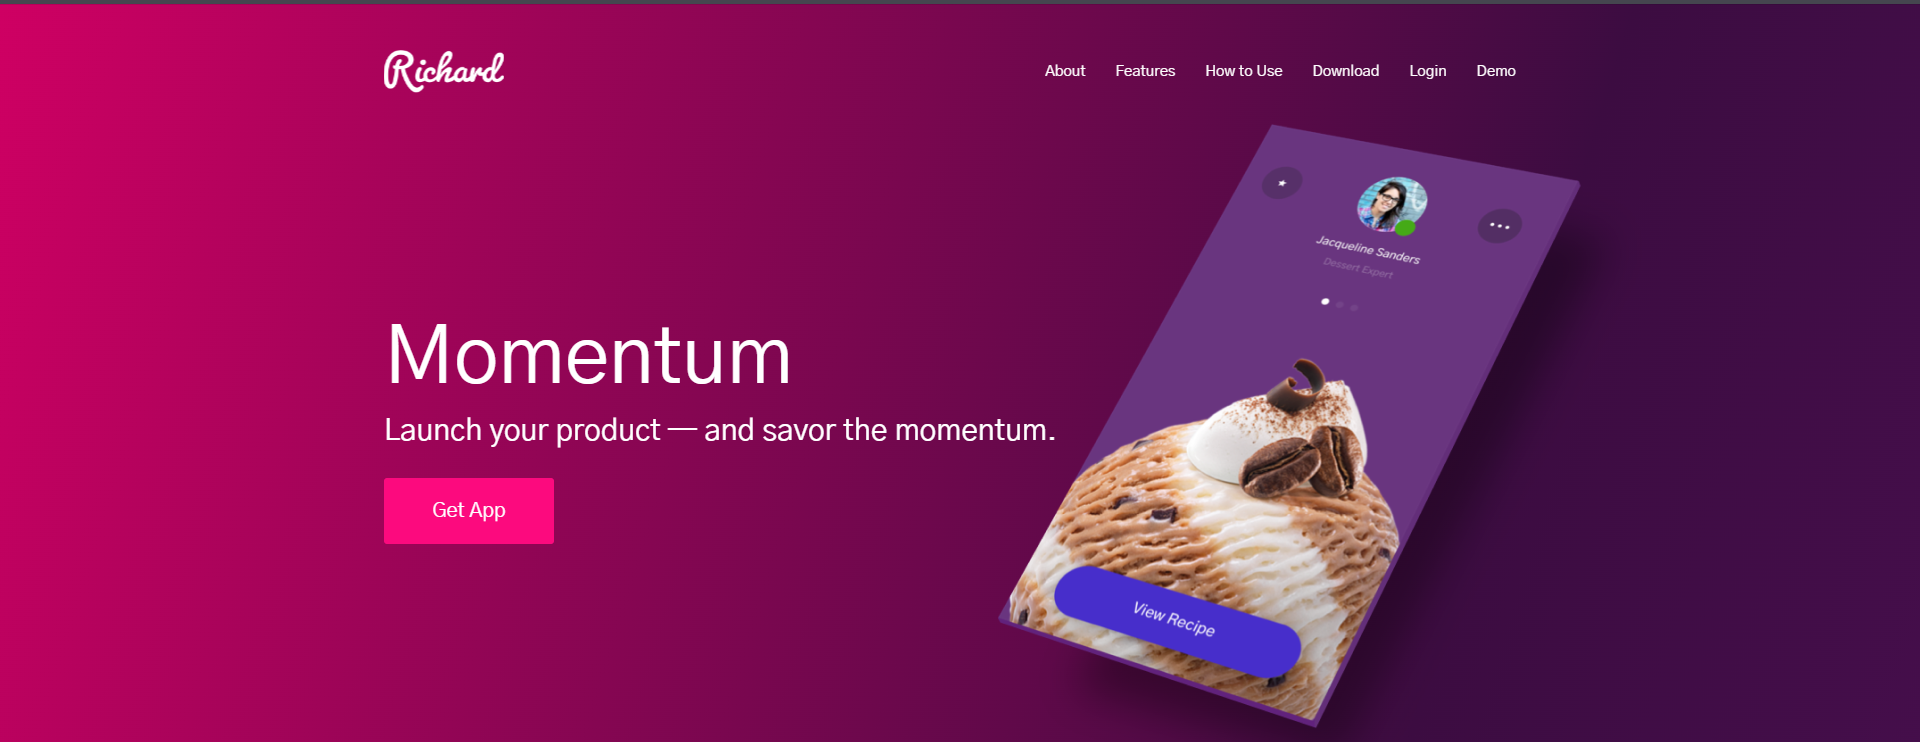 Richard
About Features How to Use Download Login Demo
Jacqueline Sanders
Dessert Expert
Momentum
Launch your product — and savor the momentum.
Get App
View Recipe